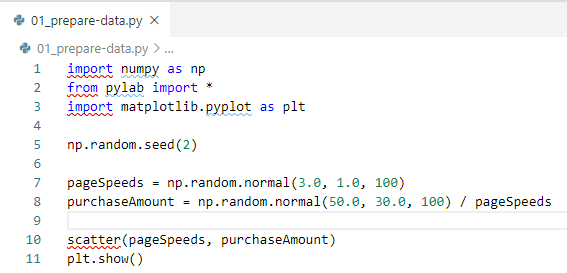 01_prepare-data.py ×
01_prepare-data.py > ...
1 import numpy as np
2 from pylab import *
3 import matplotlib.pyplot as plt
4
5 np.random.seed(2)
6
7 pageSpeeds = np.random.normal(3.0, 1.0, 100)
8 purchaseAmount = np.random.normal(50.0, 30.0, 100) / pageSpeeds
9
10 scatter(pageSpeeds, purchaseAmount)
11 plt.show()